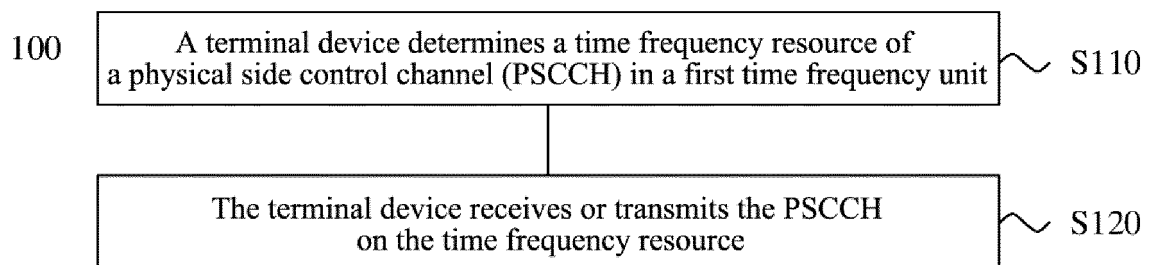 100
A terminal device determines a time frequency resource of
a physical side control channel (PSCCH) in a first time frequency unit
S110
The terminal device receives or transmits the PSCCH
on the time frequency resource
S120